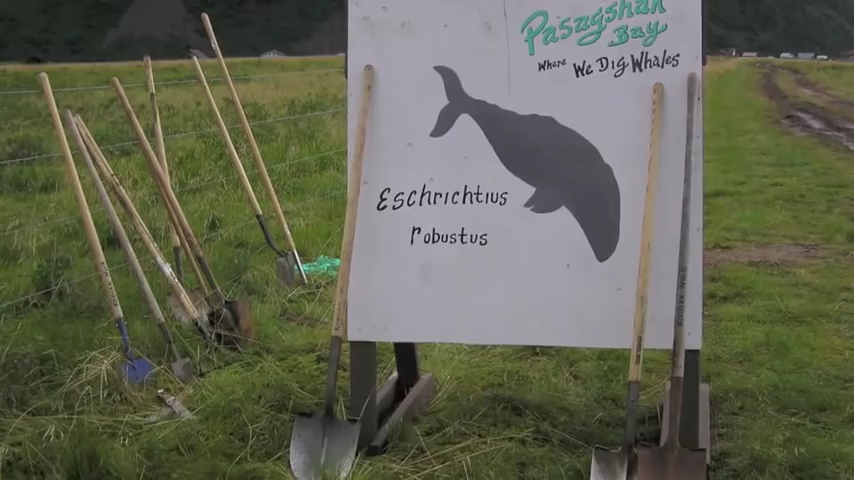 Pasagshak
Bay
Where We Dig Whales
Eschrichtius
robustus